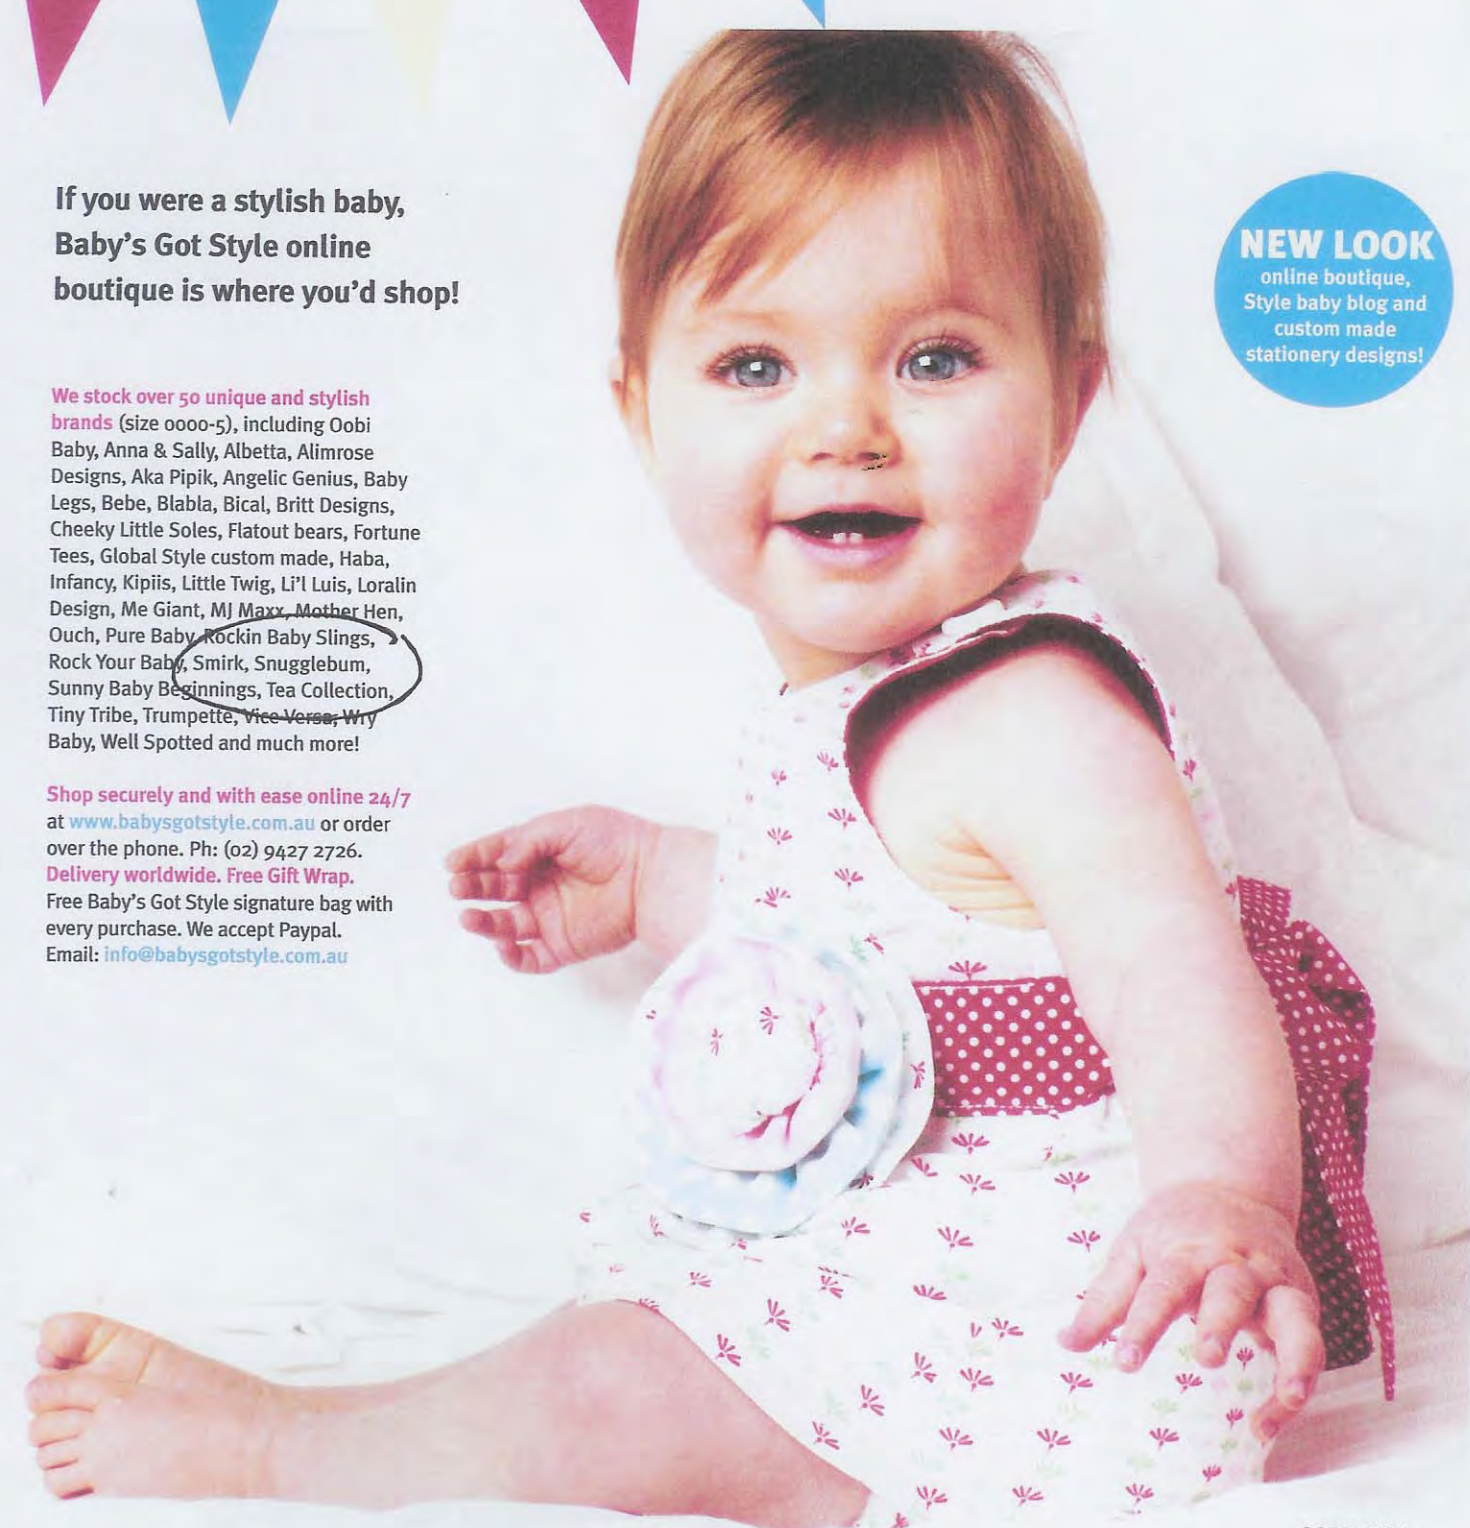 If you were a stylish baby,
Baby's Got Style online
boutique is where you'd shop!
NEW LOOK
online boutique,
Style baby blog and
custom made
stationery designs!
We stock over 50 unique and stylish
brands (size 0000-5), including Oobi
Baby, Anna & Sally, Albetta, Alimrose
Designs, Aka Pipik, Angelic Genius, Baby
Legs, Bebe, Blabla, Bical, Britt Designs,
Cheeky Little Soles, Flatout bears, Fortune
Tees, Global Style custom made, Haba,
Infancy, Kipiis, Little Twig, Li'l Luis, Loralin
Design, Me Giant, MJ Maxx, Mother Hen,
Ouch, Pure Baby, Rockin Baby Slings,
Rock Your Baby, Smirk, Snugglebum,
Sunny Baby Beginnings, Tea Collection,
Tiny Tribe, Trumpette, Vice Versa, Wry
Baby, Well Spotted and much more!
Shop securely and with ease online 24/7
at www.babysgotstyle.com.au or order
over the phone. Ph: (02) 9427 2726.
Delivery worldwide. Free Gift Wrap.
Free Baby's Got Style signature bag with
every purchase. We accept Paypal.
Email: info@babysgotstyle.com.au